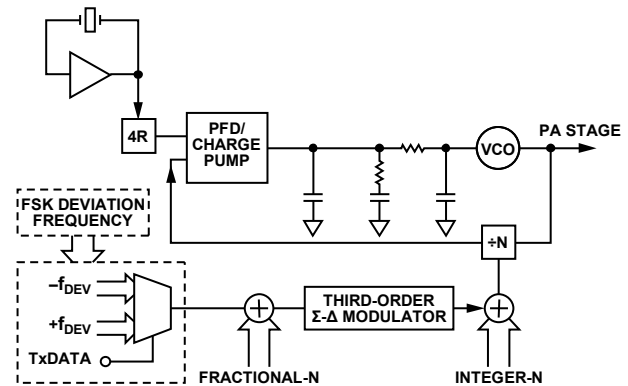 4R
PFD/
CHARGE
PUMP
VCO
PA STAGE
÷N
FSK DEVIATION
FREQUENCY
–fDEV
+fDEV
TxDATA
+
THIRD-ORDER
Σ-Δ MODULATOR
+
FRACTIONAL-N
INTEGER-N